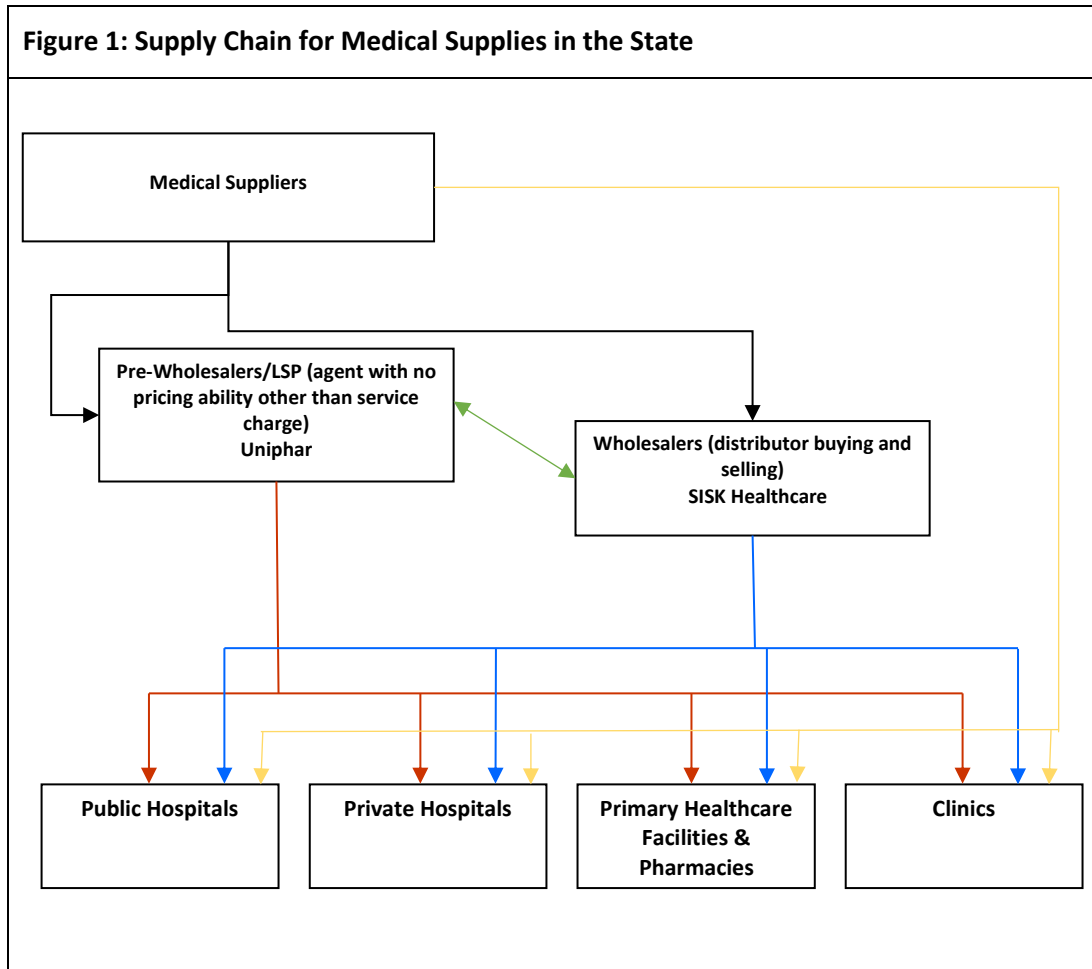 Figure 1: Supply Chain for Medical Supplies in the State
Medical Suppliers
Pre-Wholesalers/LSP (agent with no
pricing ability other than service
charge)
Uniphar
Wholesalers (distributor buying and
selling)
SISK Healthcare
Public Hospitals
Private Hospitals
Primary Healthcare
Facilities &
Pharmacies
Clinics